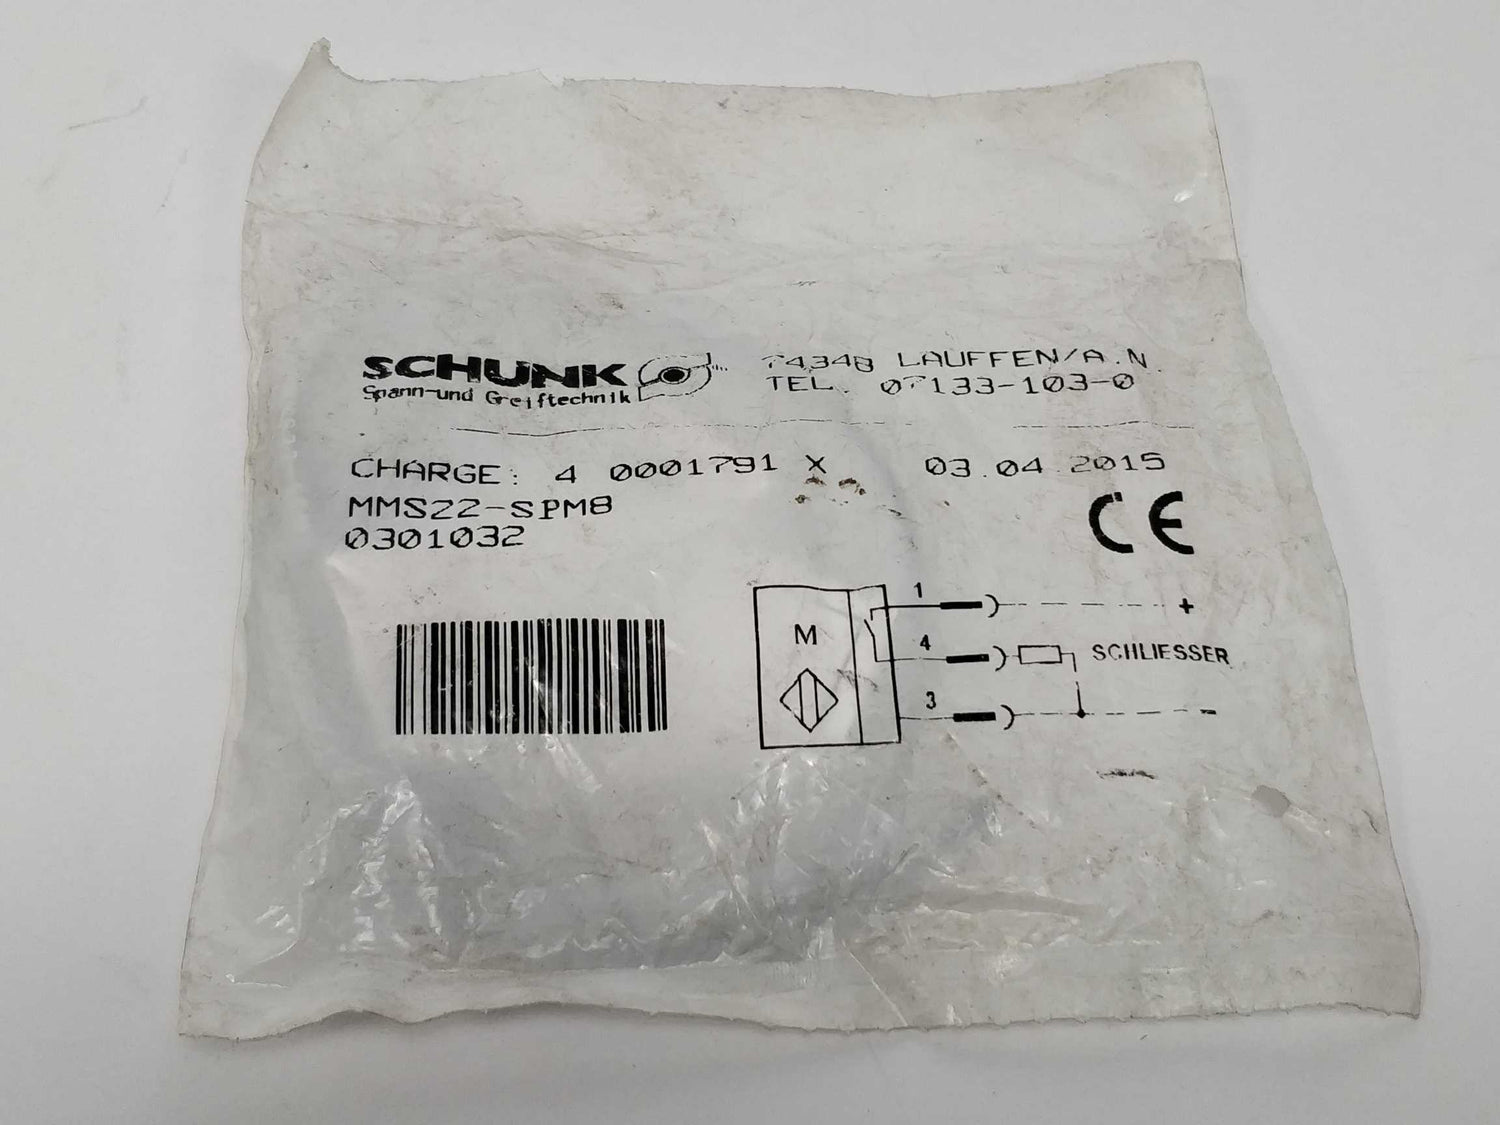 SCHUNK
Spann-und Greiftechnik
74348 LAUFFEN/A.N.
TEL. 07133-103-0
CHARGE: 4 0001791 X 03.04.2015
MMS22-SPM8
0301032
CE
M
1 +
4 SCHLIESSER
3 -